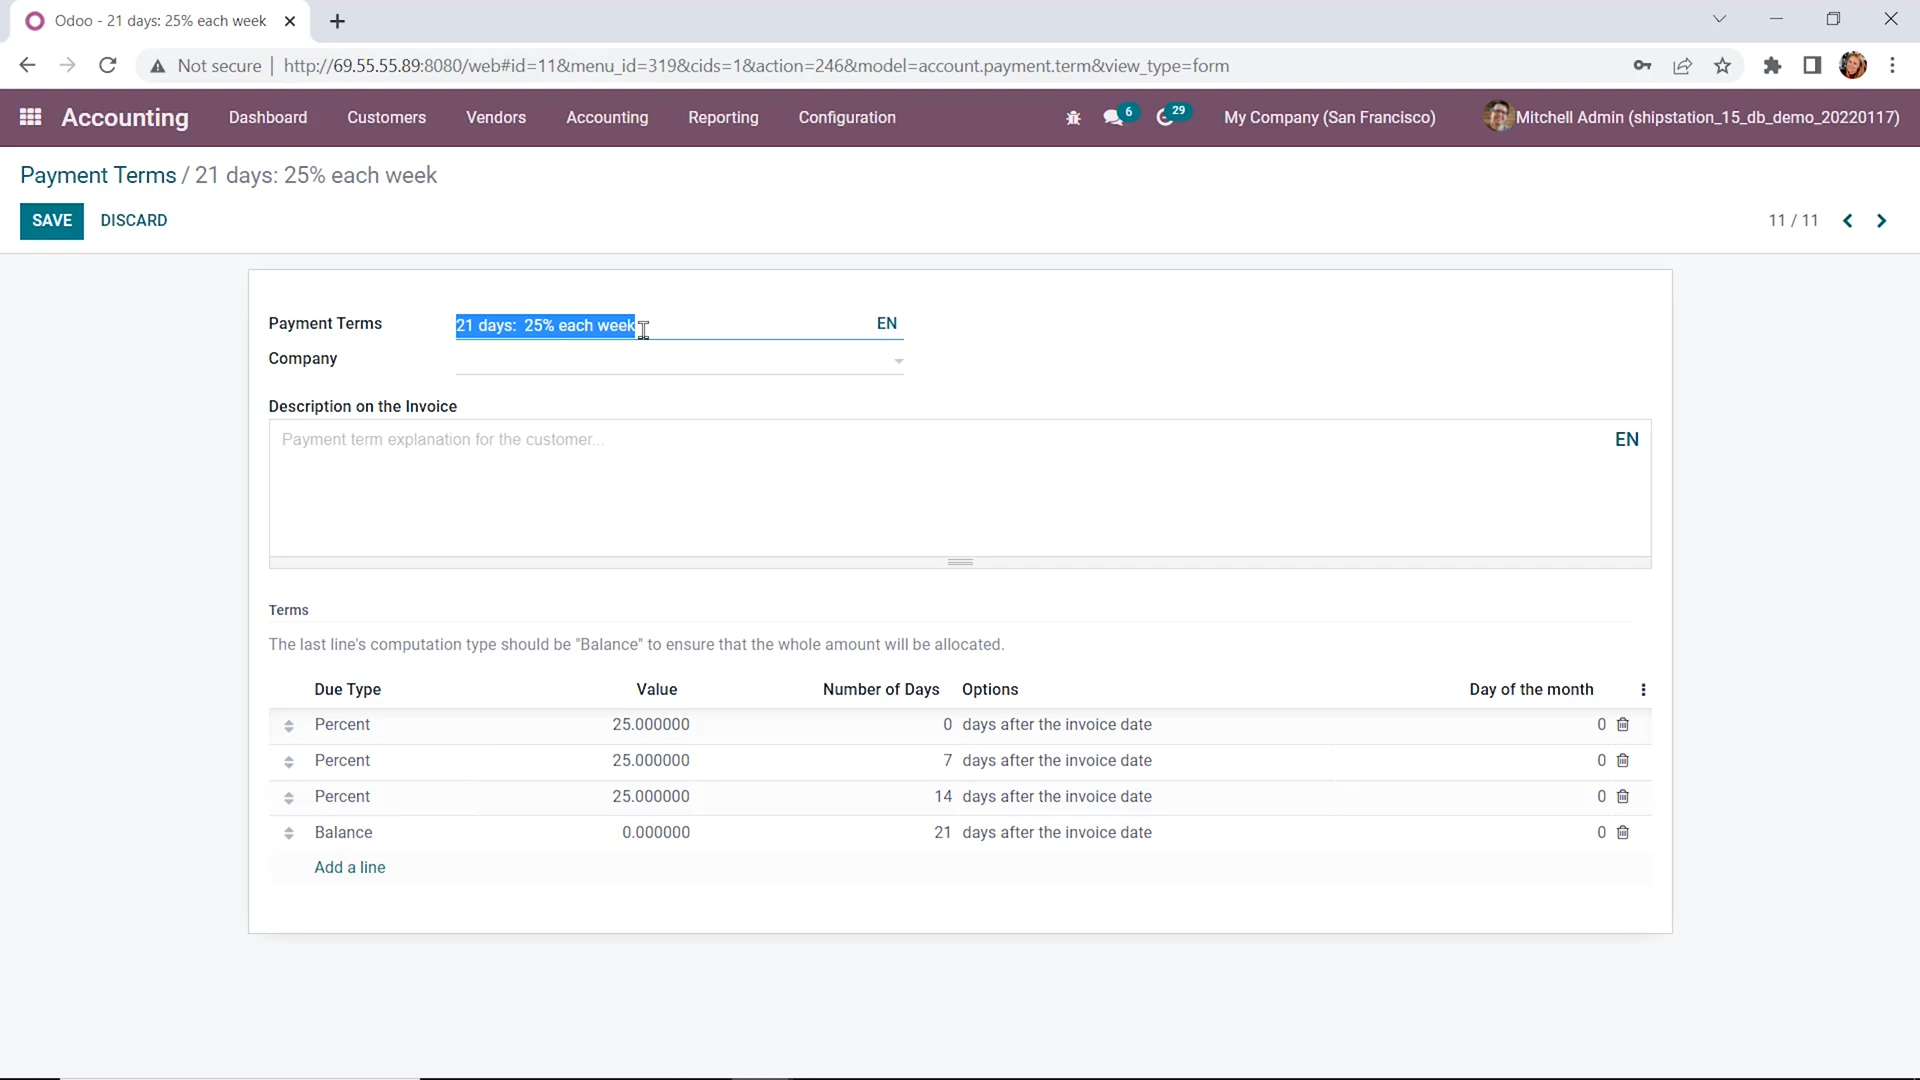 Odoo - 21 days: 25% each week
Not secure | http://69.55.55.89:8080/web#id=11&menu_id=319&cids=1&action=246&model=account.payment.term&view_type=form
Accounting Dashboard Customers Vendors Accounting Reporting Configuration 6 29 My Company (San Francisco) Mitchell Admin (shipstation_15_db_demo_20220117)
Payment Terms / 21 days: 25% each week
SAVE DISCARD 11 / 11
Payment Terms 21 days:  25% each week EN
Company
Description on the Invoice
Payment term explanation for the customer... EN
Terms
The last line's computation type should be "Balance" to ensure that the whole amount will be allocated.
Due Type Value Number of Days Options Day of the month
Percent 25.000000 0 days after the invoice date 0
Percent 25.000000 7 days after the invoice date 0
Percent 25.000000 14 days after the invoice date 0
Balance 0.000000 21 days after the invoice date 0
Add a line